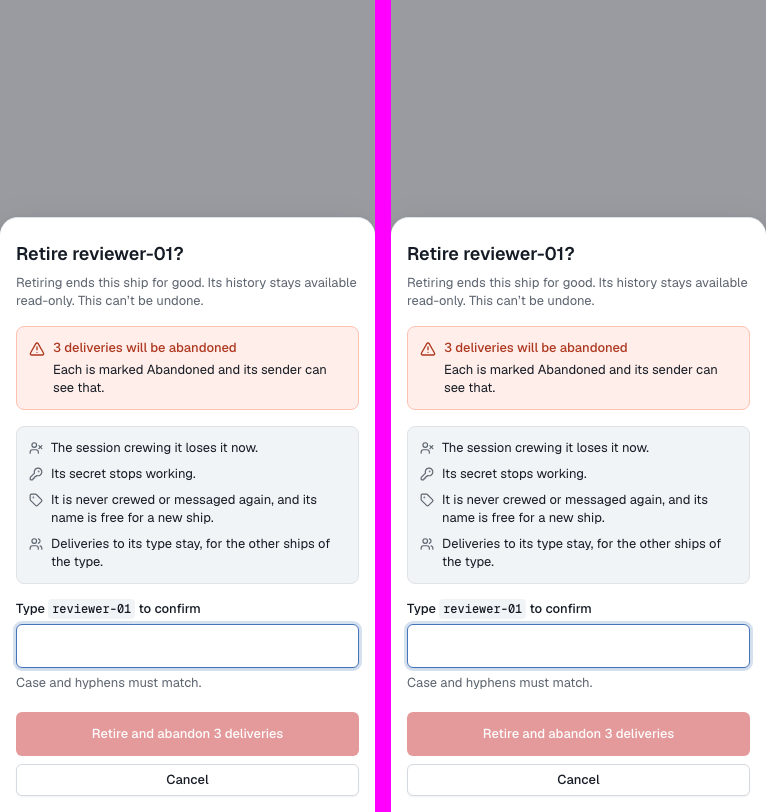 Retire reviewer-01?
Retiring ends this ship for good. Its history stays available
read-only. This can't be undone.
3 deliveries will be abandoned
Each is marked Abandoned and its sender can
see that.
The session crewing it loses it now.
Its secret stops working.
It is never crewed or messaged again, and its
name is free for a new ship.
Deliveries to its type stay, for the other ships of
the type.
Type reviewer-01 to confirm
Case and hyphens must match.
Retire and abandon 3 deliveries
Cancel
Retire reviewer-01?
Retiring ends this ship for good. Its history stays available
read-only. This can't be undone.
3 deliveries will be abandoned
Each is marked Abandoned and its sender can
see that.
The session crewing it loses it now.
Its secret stops working.
It is never crewed or messaged again, and its
name is free for a new ship.
Deliveries to its type stay, for the other ships of
the type.
Type reviewer-01 to confirm
Case and hyphens must match.
Retire and abandon 3 deliveries
Cancel